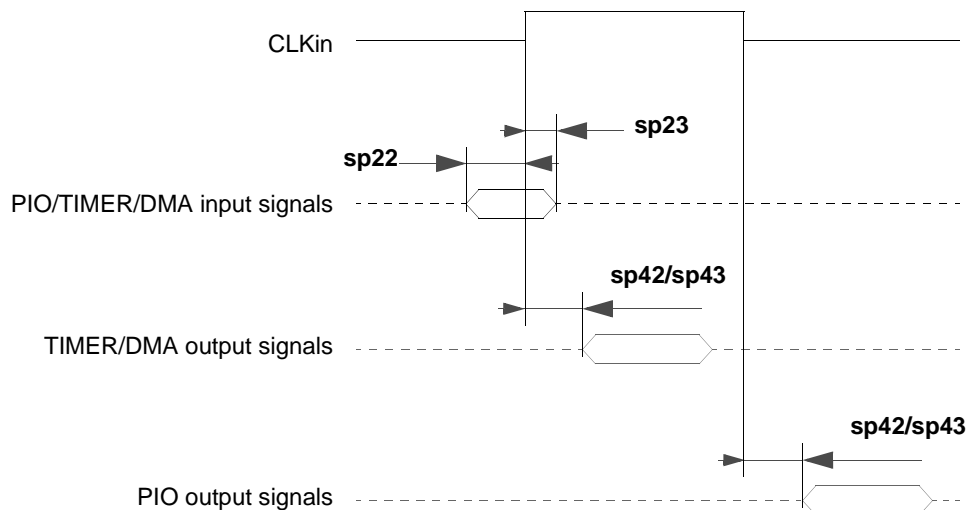 CLKin
sp23
sp22
PIO/TIMER/DMA input signals
sp42/sp43
TIMER/DMA output signals
sp42/sp43
PIO output signals